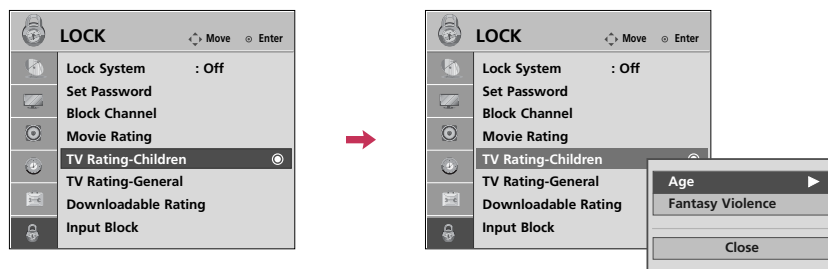 LOCK Move Enter
Lock System : Off
Set Password
Block Channel
Movie Rating
TV Rating-Children
TV Rating-General
Downloadable Rating
Input Block
LOCK Move Enter
Lock System : Off
Set Password
Block Channel
Movie Rating
TV Rating-Children
TV Rating-General
Downloadable Rating
Input Block
Age
Fantasy Violence
Close